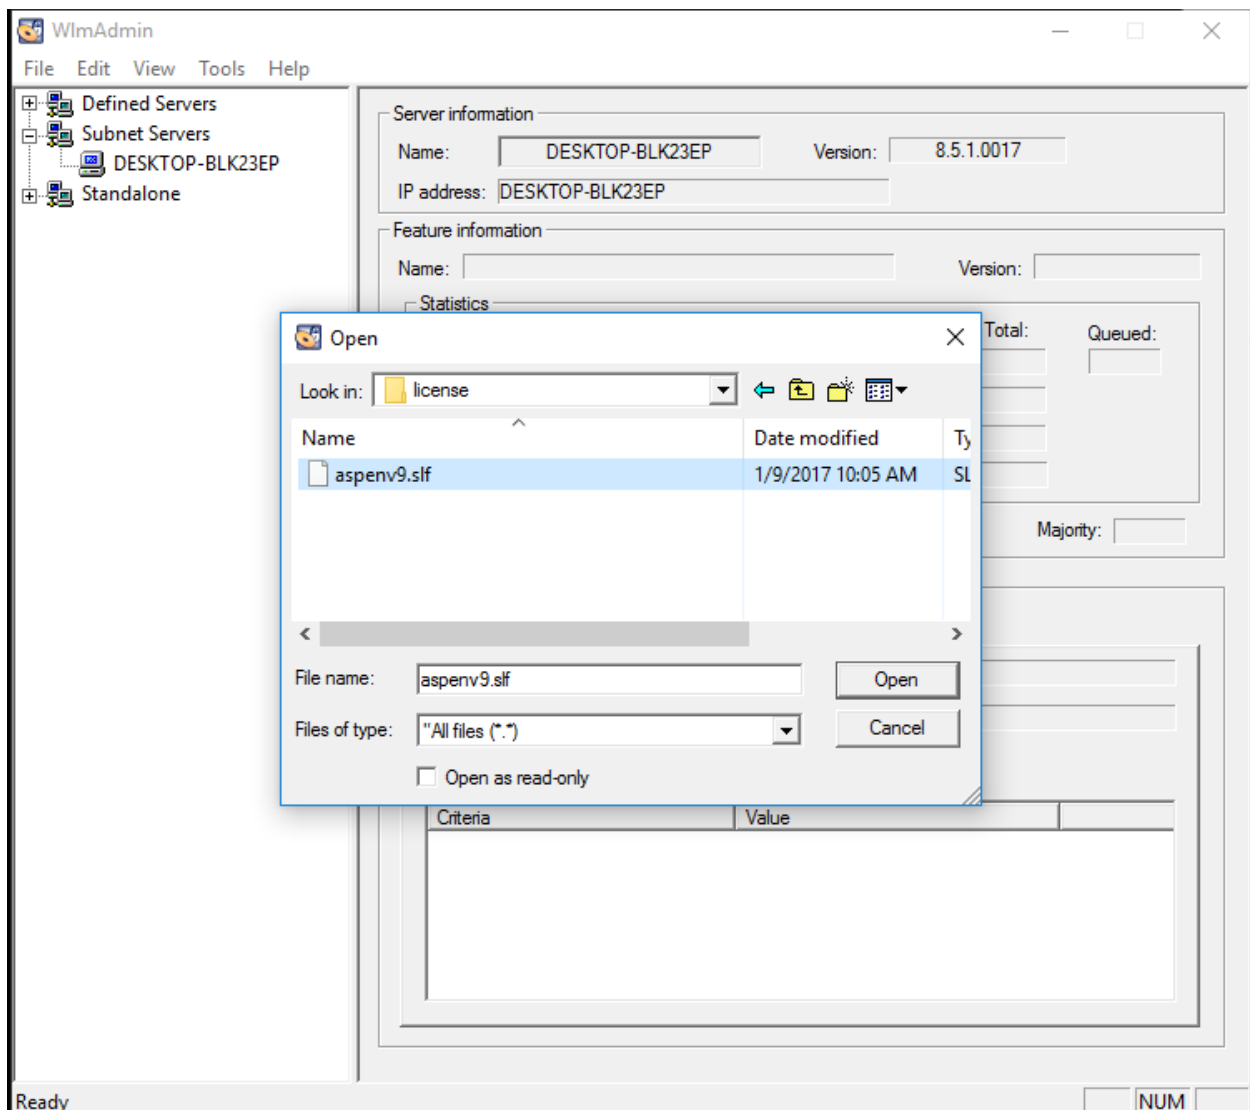 WlmAdmin
File Edit View Tools Help
Defined Servers
Subnet Servers
DESKTOP-BLK23EP
Standalone
Server information
Name: DESKTOP-BLK23EP Version: 8.5.1.0017
IP address: DESKTOP-BLK23EP
Feature information
Name: Version:
Statistics
Total: Queued:
Majority:
Open
Look in: license
Name Date modified Ty
aspenv9.slf 1/9/2017 10:05 AM SL
File name: aspenv9.slf Open
Files of type: "All files (*.*) Cancel
Open as read-only
Criteria Value
Ready NUM